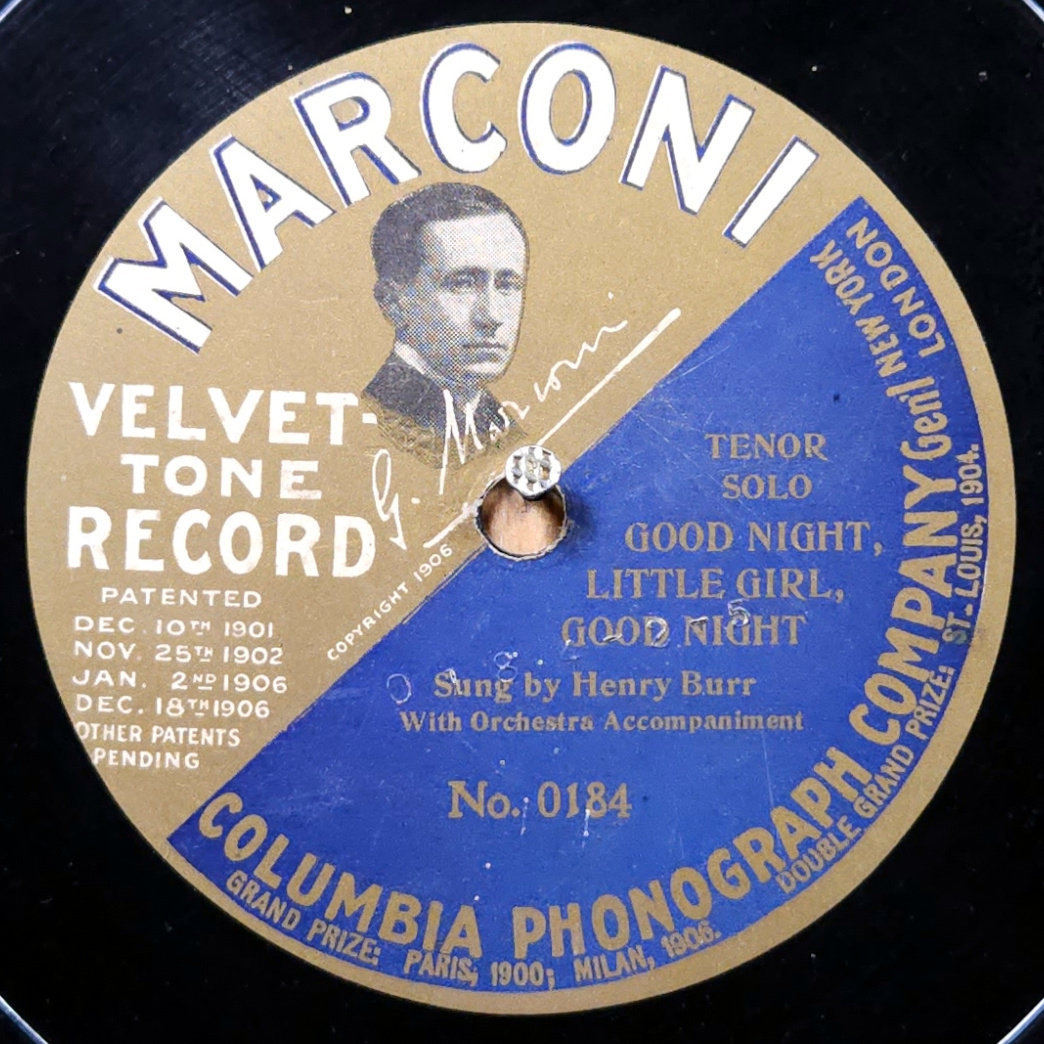 MARCONI
G. Marconi
VELVET-
TONE
RECORD
PATENTED
DEC. 10TH 1901
NOV. 25TH 1902
JAN. 2ND 1906
DEC. 18TH 1906
OTHER PATENTS
PENDING
COPYRIGHT 1906
TENOR
SOLO
GOOD NIGHT,
LITTLE GIRL,
GOOD NIGHT
Sung by Henry Burr
With Orchestra Accompaniment
No. 0184
COLUMBIA PHONOGRAPH COMPANY Genl NEW YORK LONDON
GRAND PRIZE: PARIS, 1900; MILAN, 1906.
DOUBLE GRAND PRIZE: ST. LOUIS, 1904.